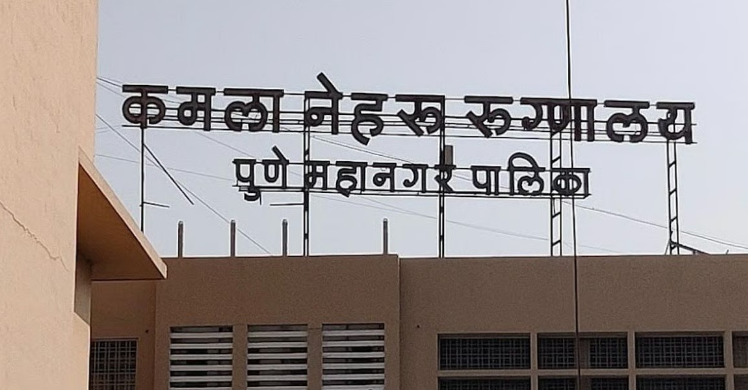 कमला नेहरू रुग्णालय
पुणे महानगर पालिका